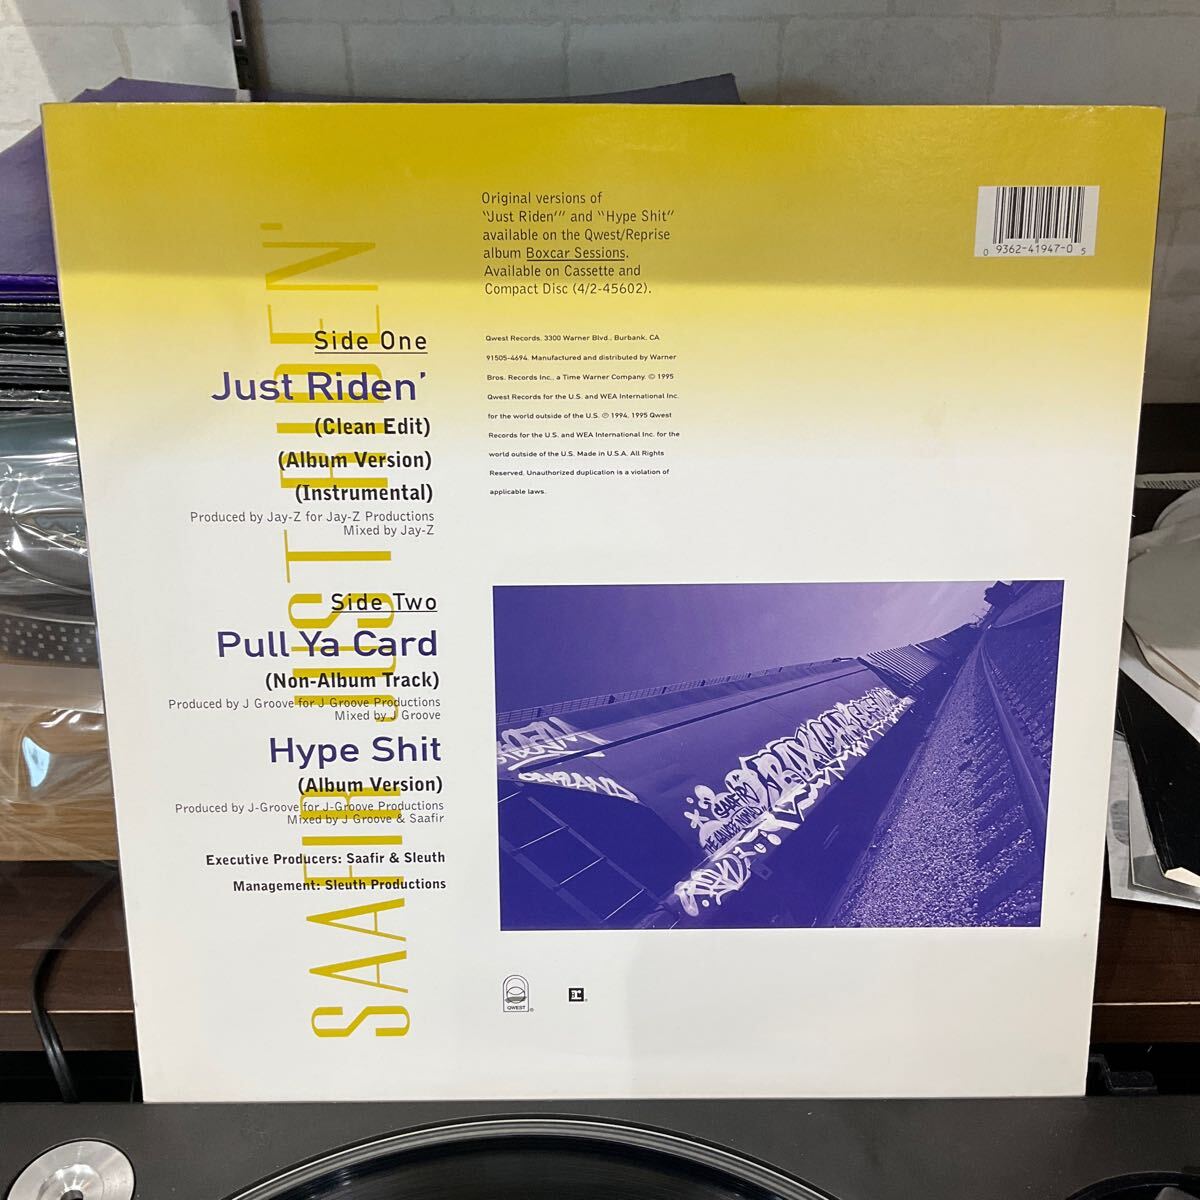 Original versions of
"Just Riden'" and "Hype Shit"
available on the Qwest/Reprise
album Boxcar Sessions.
Available on Cassette and
Compact Disc (4/2-45602).
0 9362-41947-0 5
SAAFIR JUST RIDEN'
Side One
Just Riden'
(Clean Edit)
(Album Version)
(Instrumental)
Produced by Jay-Z for Jay-Z Productions
Mixed by Jay-Z
Side Two
Pull Ya Card
(Non-Album Track)
Produced by J Groove for J Groove Productions
Mixed by J Groove
Hype Shit
(Album Version)
Produced by J-Groove for J-Groove Productions
Mixed by J Groove & Saafir
Executive Producers: Saafir & Sleuth
Management: Sleuth Productions
Qwest Records, 3300 Warner Blvd., Burbank, CA
91505-4694. Manufactured and distributed by Warner
Bros. Records Inc., a Time Warner Company. © 1995
Qwest Records for the U.S. and WEA International Inc.
for the world outside of the U.S. ℗ 1994, 1995 Qwest
Records for the U.S. and WEA International Inc. for the
world outside of the U.S. Made in U.S.A. All Rights
Reserved. Unauthorized duplication is a violation of
applicable laws.
SAAFIR
BOXCAR
QWEST
®
r